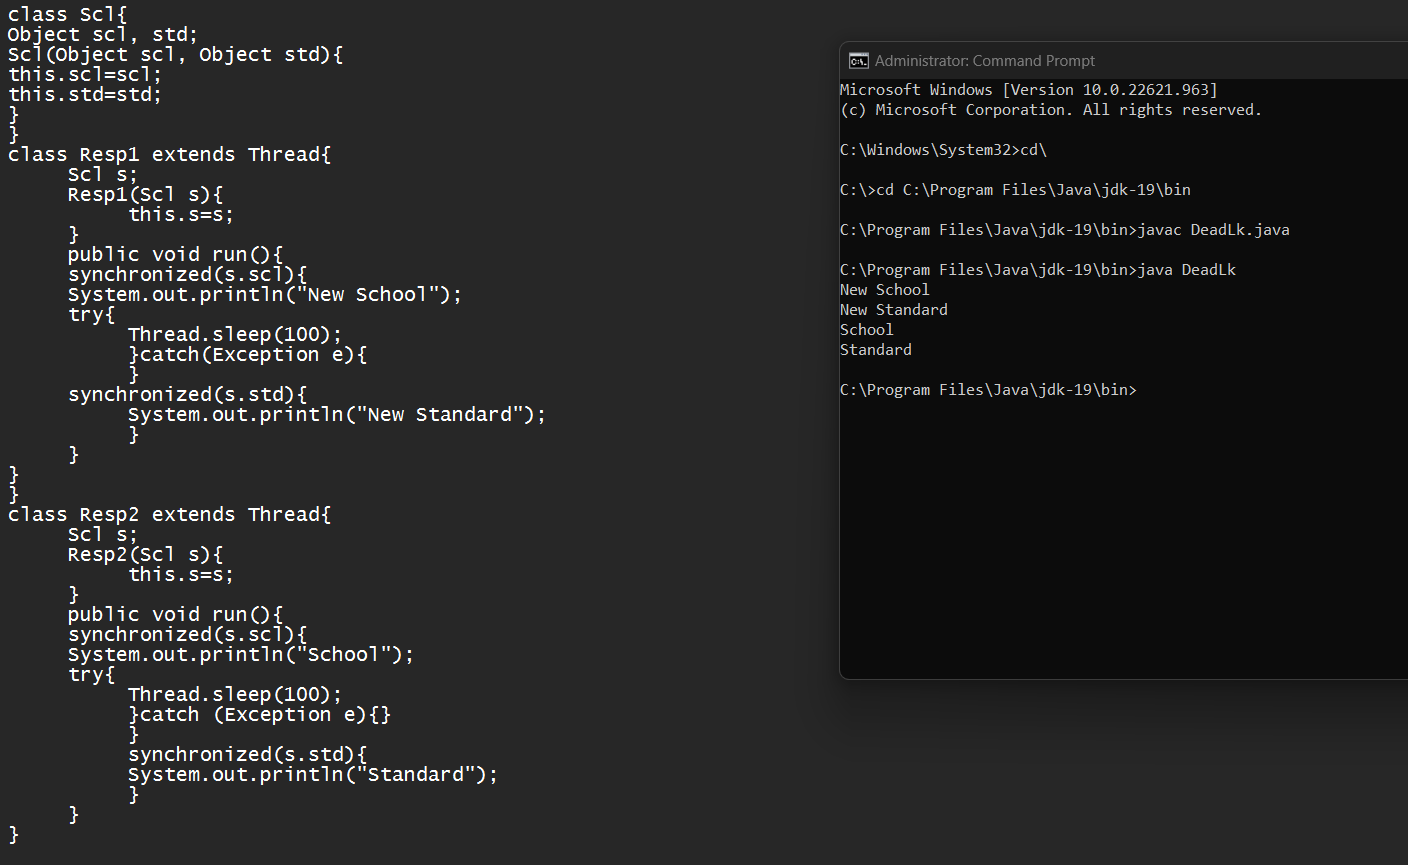 class Scl{
Object scl, std;
Scl(Object scl, Object std){
this.scl=scl;
this.std=std;
}
}
class Resp1 extends Thread{
Scl s;
Resp1(Scl s){
this.s=s;
}
public void run(){
synchronized(s.scl){
System.out.println("New School");
try{
Thread.sleep(100);
}catch(Exception e){
}
synchronized(s.std){
System.out.println("New Standard");
}
}
}
}
class Resp2 extends Thread{
Scl s;
Resp2(Scl s){
this.s=s;
}
public void run(){
synchronized(s.scl){
System.out.println("School");
try{
Thread.sleep(100);
}catch (Exception e){}
}
synchronized(s.std){
System.out.println("Standard");
}
}
}
Administrator: Command Prompt
Microsoft Windows [Version 10.0.22621.963]
(c) Microsoft Corporation. All rights reserved.
C:\Windows\System32>cd\
C:\>cd C:\Program Files\Java\jdk-19\bin
C:\Program Files\Java\jdk-19\bin>javac DeadLk.java
C:\Program Files\Java\jdk-19\bin>java DeadLk
New School
New Standard
School
Standard
C:\Program Files\Java\jdk-19\bin>